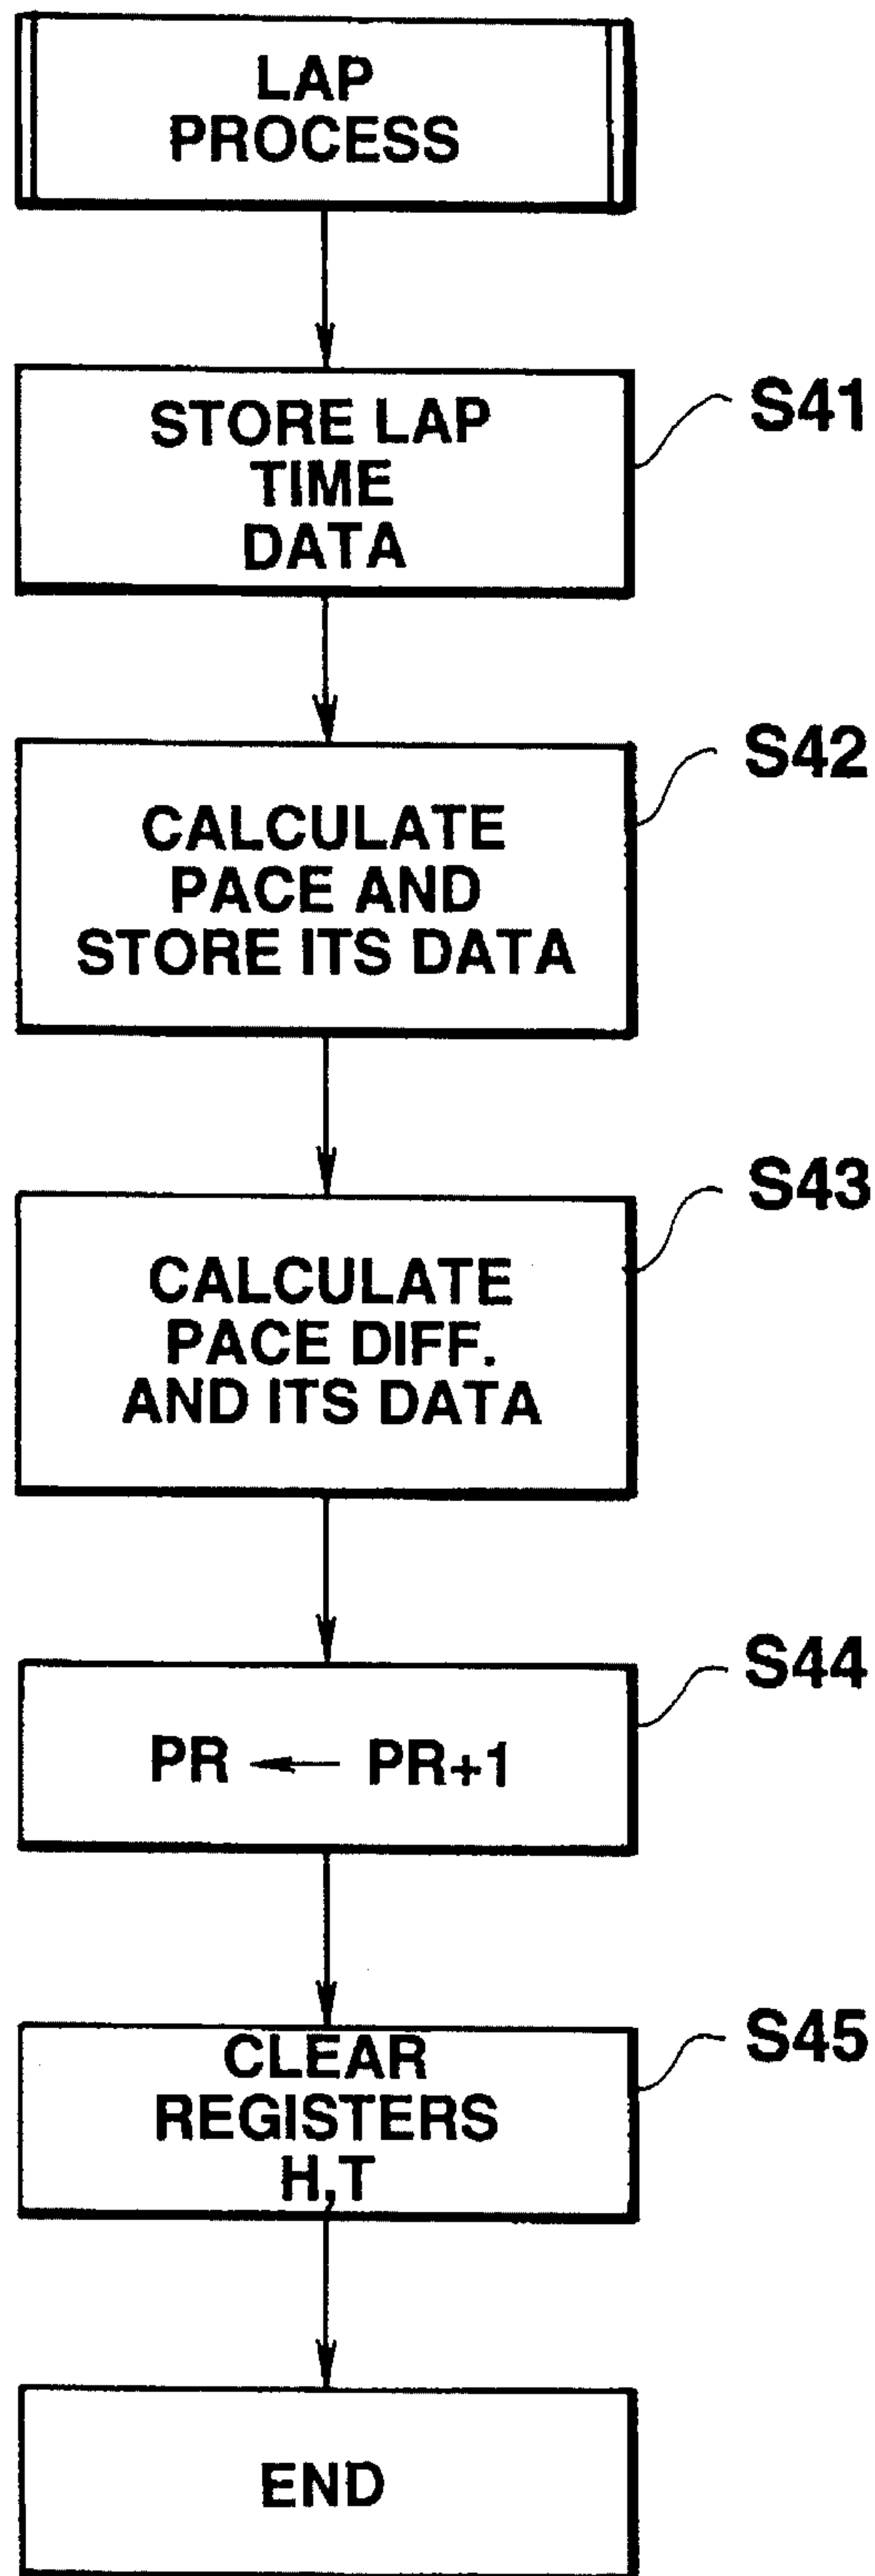 LAP
PROCESS
STORE LAP
TIME
DATA
S41
CALCULATE
PACE AND
STORE ITS DATA
S42
CALCULATE
PACE DIFF.
AND ITS DATA
S43
PR ← PR+1
S44
CLEAR
REGISTERS
H,T
S45
END